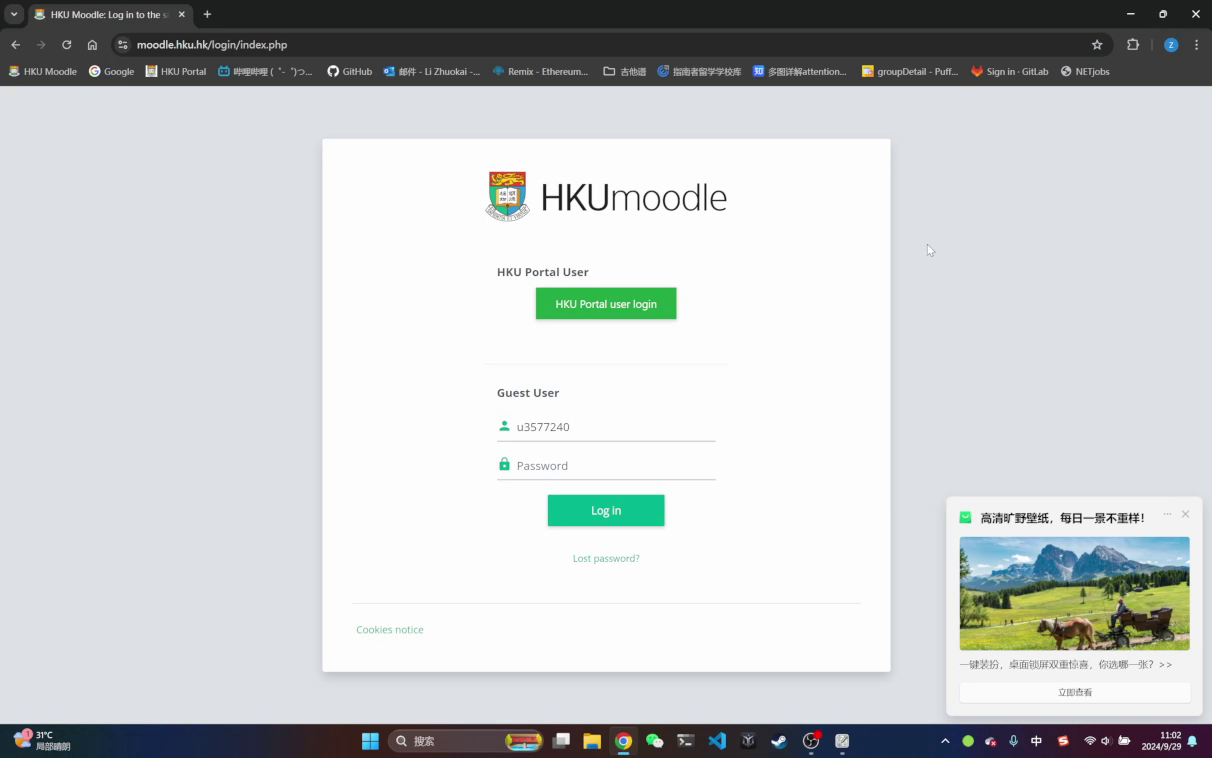 HKU Moodle: Log in to the s
moodle.hku.hk/login/index.php
Z
HKU Moodle
Google
HKU Portal
哔哩哔哩 ( ゜- ゜)つ...
GitHub
邮件 - Li Zhuokai -...
Remix - Ethereum...
吉他谱
指南者留学学校库
多图详解attention...
groupDetail - Puff...
Sign in · GitLab
NETlabs
HKUmoodle
HKU Portal User
HKU Portal user login
Guest User
u3577240
Password
Log in
Lost password?
Cookies notice
高清旷野壁纸，每日一景不重样！
一键装扮，桌面锁屏双重惊喜，你选哪一张？>>
立即查看
1
31°C
局部晴朗
搜索
中
11:02
2024/9/29